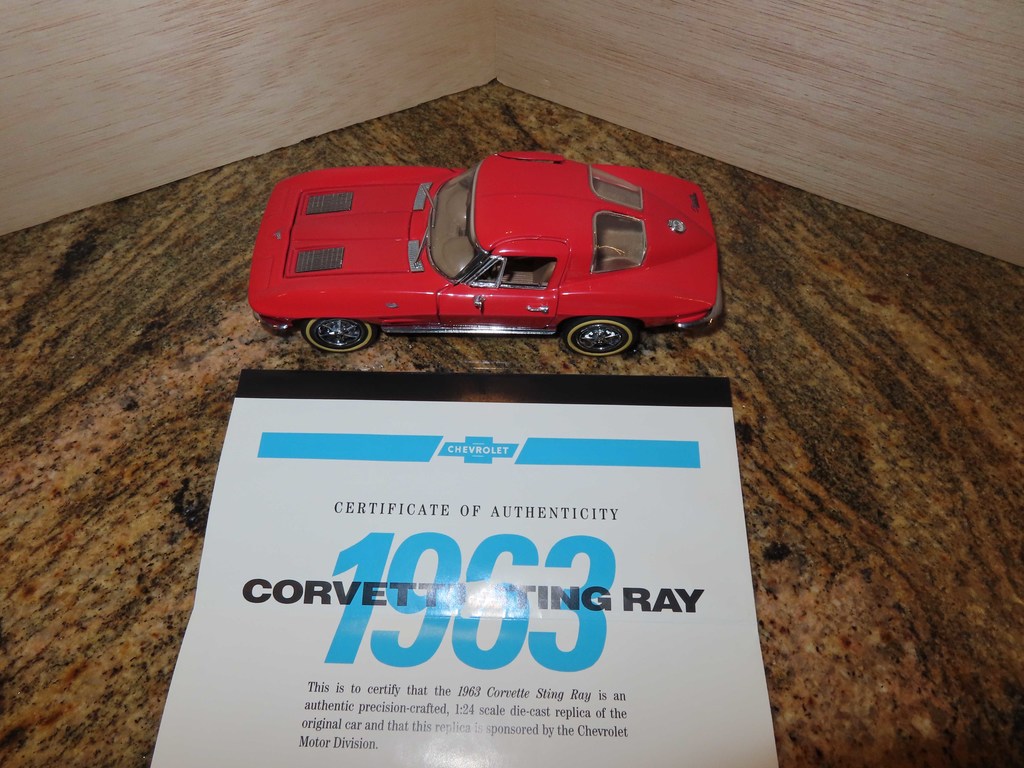 CHEVROLET
CERTIFICATE OF AUTHENTICITY
1963
CORVETTE STING RAY
This is to certify that the 1963 Corvette Sting Ray is an
authentic precision-crafted, 1:24 scale die-cast replica of the
original car and that this replica is sponsored by the Chevrolet
Motor Division.